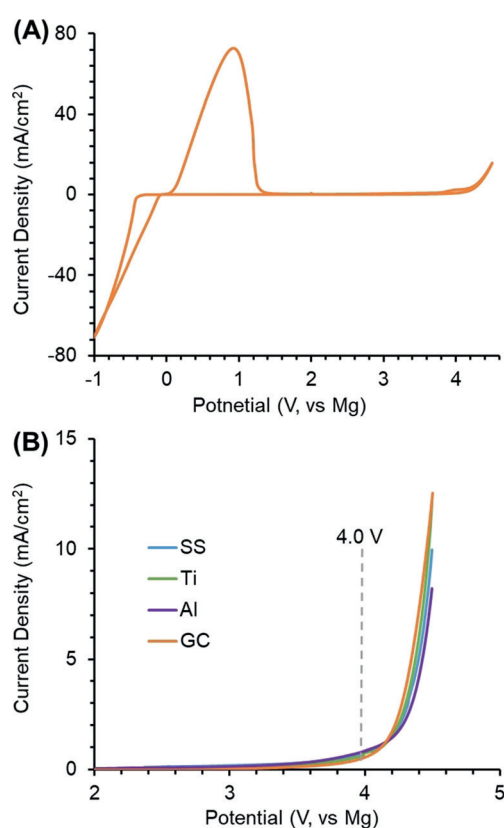 (A)
Current Density (mA/cm²)
80
40
0
-40
-80
-1 0 1 2 3 4
Potnetial (V, vs Mg)
(B)
Current Density (mA/cm²)
15
10
5
0
4.0 V
SS
Ti
Al
GC
2 3 4 5
Potential (V, vs Mg)